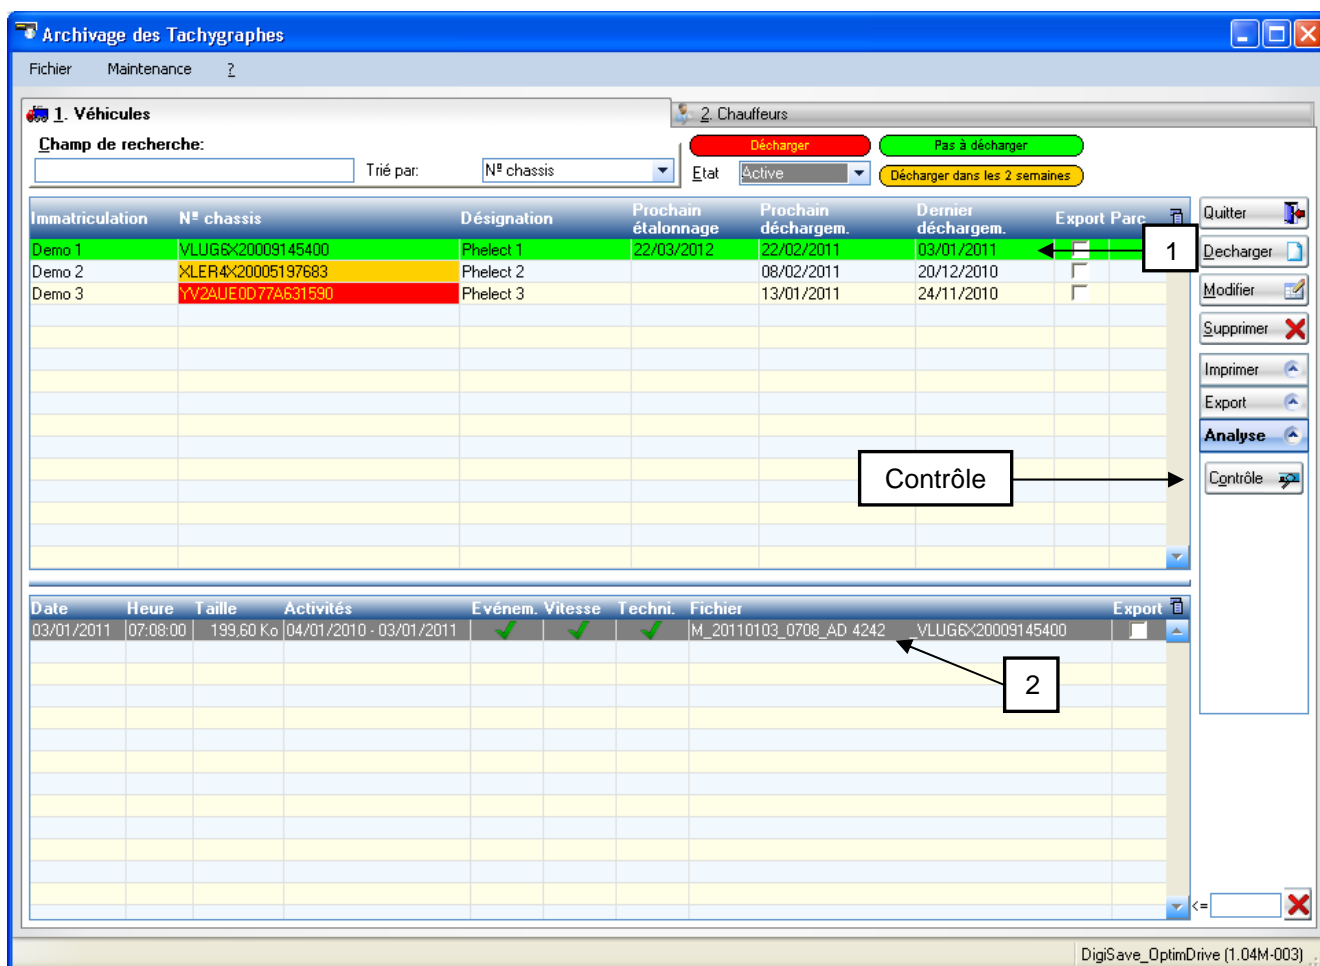 Archivage des Tachygraphes
Fichier Maintenance ?
1. Véhicules
2. Chauffeurs
Champ de recherche:
Trié par: Nº chassis
Etat Active
Décharger
Pas à décharger
Décharger dans les 2 semaines
Immatriculation Nº chassis Désignation Prochain étalonnage Prochain déchargem. Dernier déchargem. Export Parc
Demo 1 VLUG6X20009145400 Phelect 1 22/03/2012 22/02/2011 03/01/2011
Demo 2 XLER4X20005197683 Phelect 2 08/02/2011 20/12/2010
Demo 3 YV2AUE0D77A631590 Phelect 3 13/01/2011 24/11/2010
1
Quitter
Decharger
Modifier
Supprimer
Imprimer
Export
Analyse
Contrôle
Contrôle
Date Heure Taille Activités Evénem. Vitesse Techni. Fichier Export
03/01/2011 07:08:00 199,60 Ko 04/01/2010 - 03/01/2011 M_20110103_0708_AD 4242 _VLUG6X20009145400
2
<=
DigiSave_OptimDrive (1.04M-003)